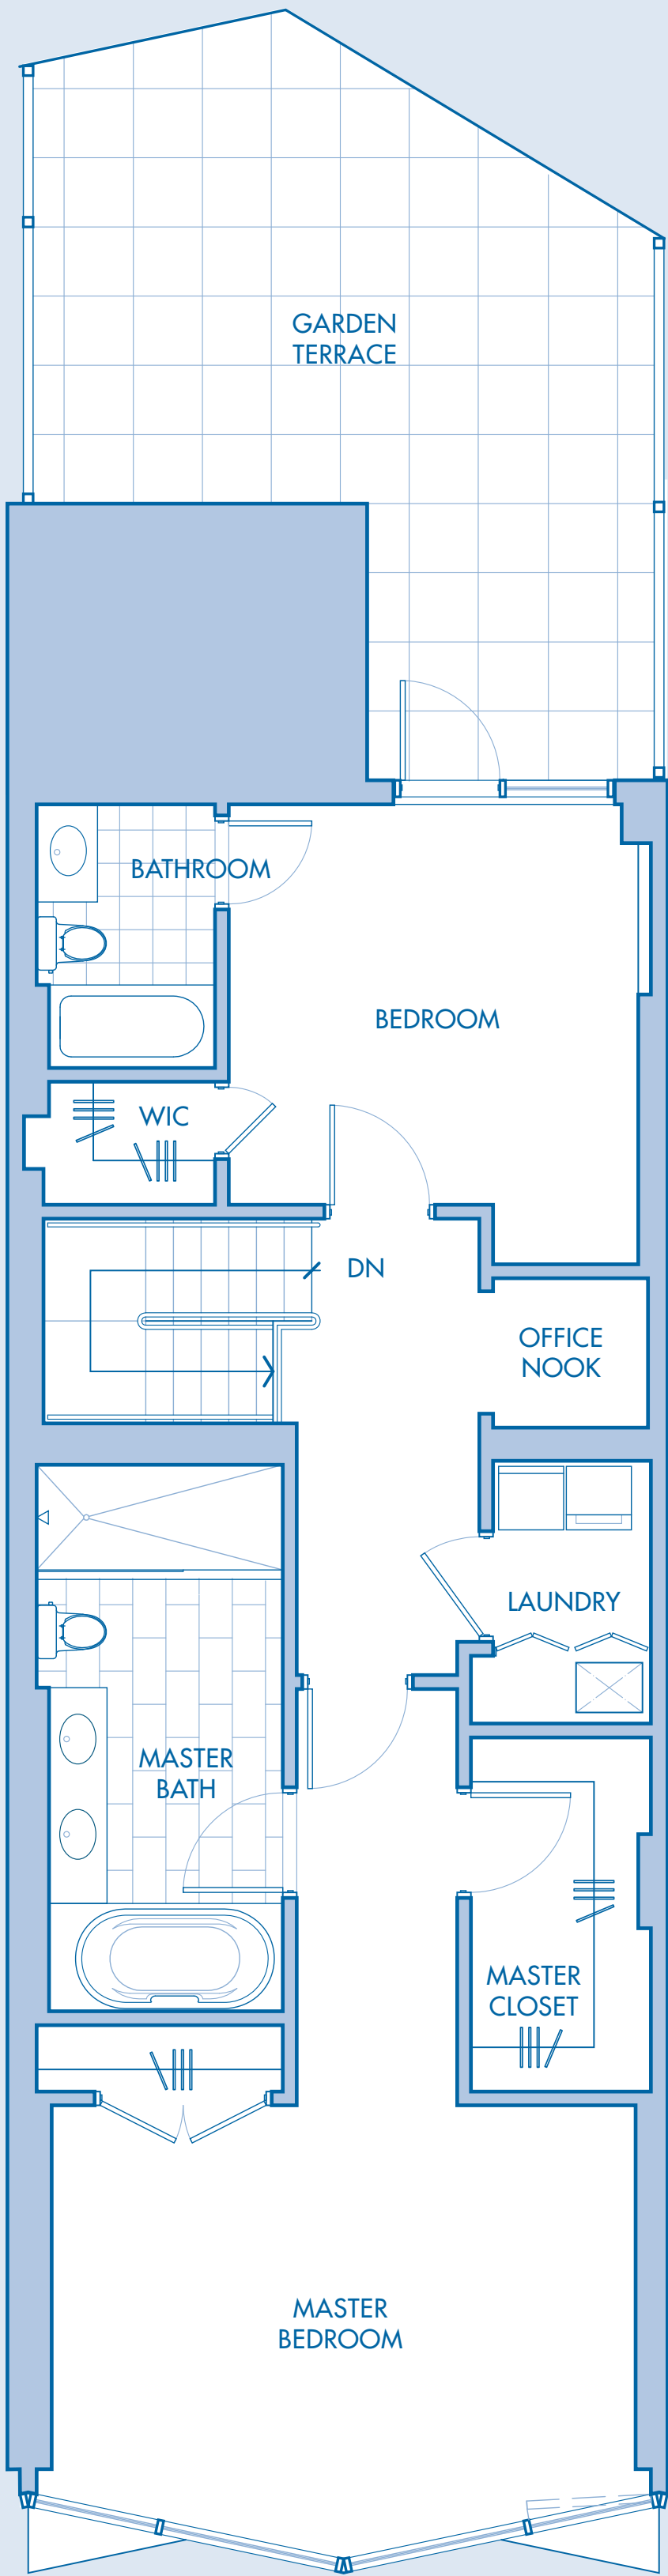 GARDEN
TERRACE
BATHROOM
BEDROOM
WIC
DN
OFFICE
NOOK
LAUNDRY
MASTER
BATH
MASTER
CLOSET
MASTER
BEDROOM